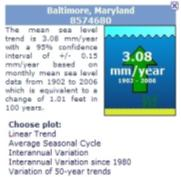 Baltimore, Maryland
8574680
The mean sea level
trend is 3.08 mm/year
with a 95% confidence
interval of +/- 0.15
mm/year based on
monthly mean sea level
data from 1902 to 2006
which is equivalent to a
change of 1.01 feet in
100 years.
3.08
mm/year
1902 - 2006
Choose plot:
Linear Trend
Average Seasonal Cycle
Interannual Variation
Interannual Variation since 1980
Variation of 50-year trends